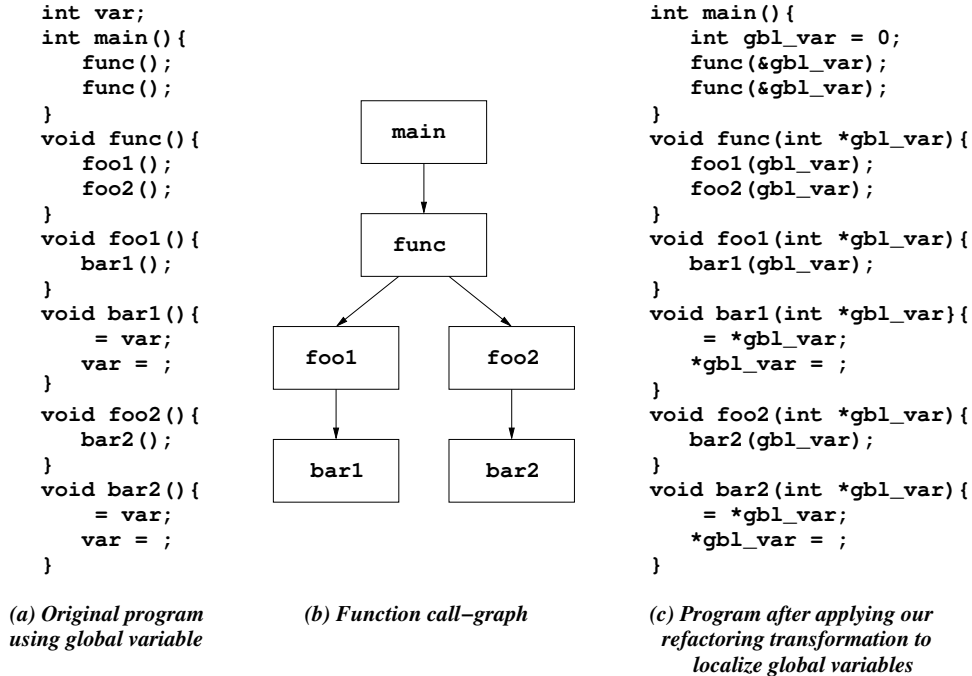 int var;
int main(){
func();
func();
}
void func(){
foo1();
foo2();
}
void foo1(){
bar1();
}
void bar1(){
= var;
var = ;
}
void foo2(){
bar2();
}
void bar2(){
= var;
var = ;
}
(a) Original program
using global variable
main
func
foo1
foo2
bar1
bar2
(b) Function call−graph
int main(){
int gbl_var = 0;
func(&gbl_var);
func(&gbl_var);
}
void func(int *gbl_var){
foo1(gbl_var);
foo2(gbl_var);
}
void foo1(int *gbl_var){
bar1(gbl_var);
}
void bar1(int *gbl_var}{
= *gbl_var;
*gbl_var = ;
}
void foo2(int *gbl_var){
bar2(gbl_var);
}
void bar2(int *gbl_var){
= *gbl_var;
*gbl_var = ;
}
(c) Program after applying our
refactoring transformation to
localize global variables